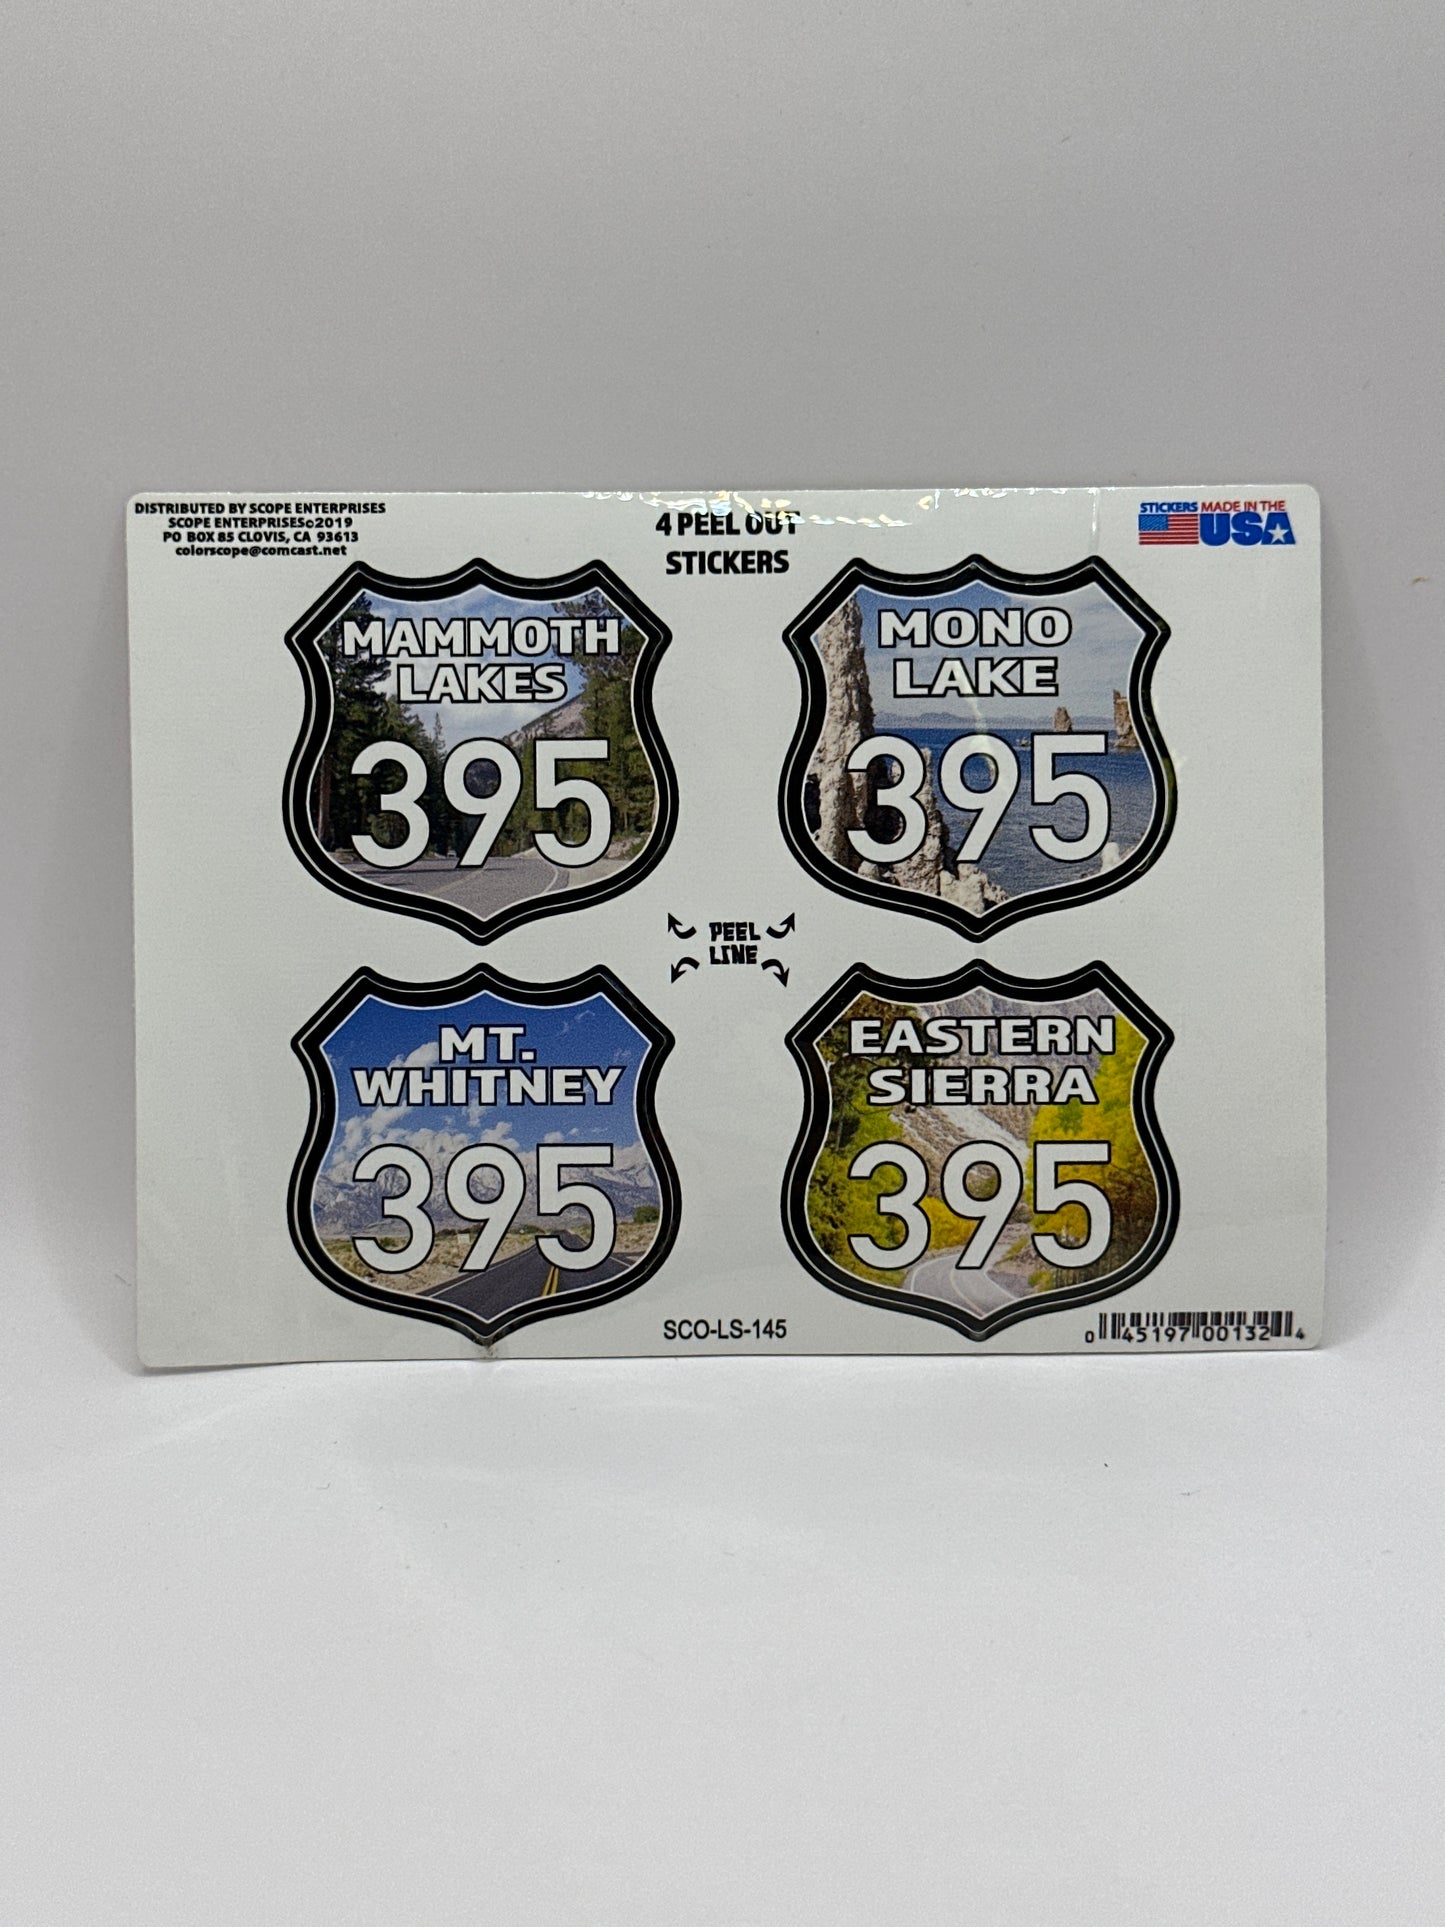 DISTRIBUTED BY SCOPE ENTERPRISES
SCOPE ENTERPRISES©2019
PO BOX 85 CLOVIS, CA 93613
colorscope@comcast.net
4 PEEL OUT
STICKERS
STICKERS MADE IN THE
USA
MAMMOTH
LAKES
395
MONO
LAKE
395
PEEL
LINE
MT.
WHITNEY
395
EASTERN
SIERRA
395
SCO-LS-145
0 45197 00132 4